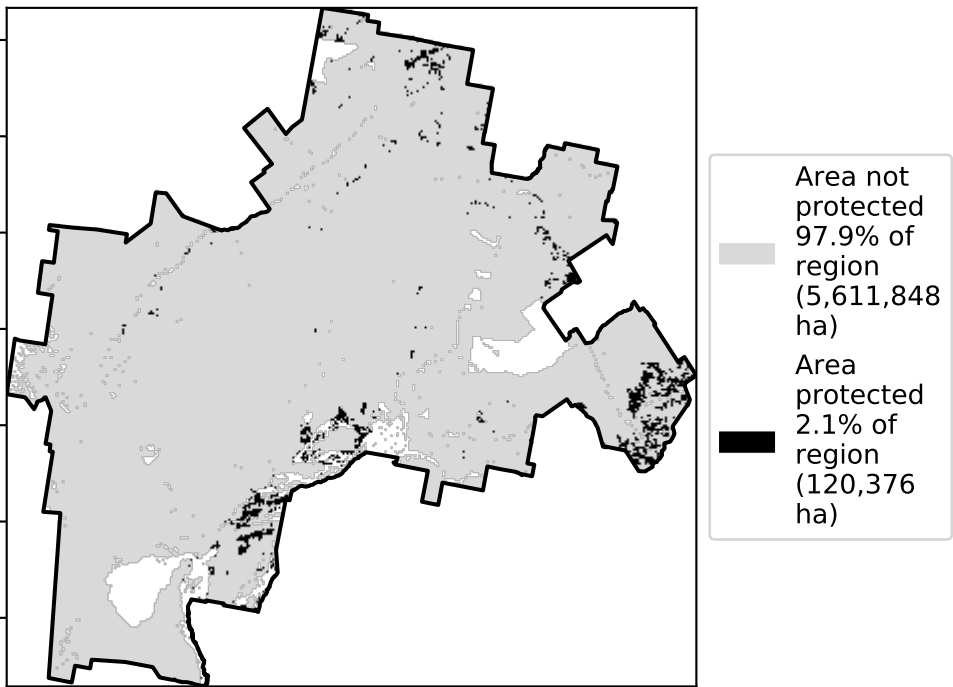 Area not
protected
97.9% of
region
(5,611,848
ha)
Area
protected
2.1% of
region
(120,376
ha)